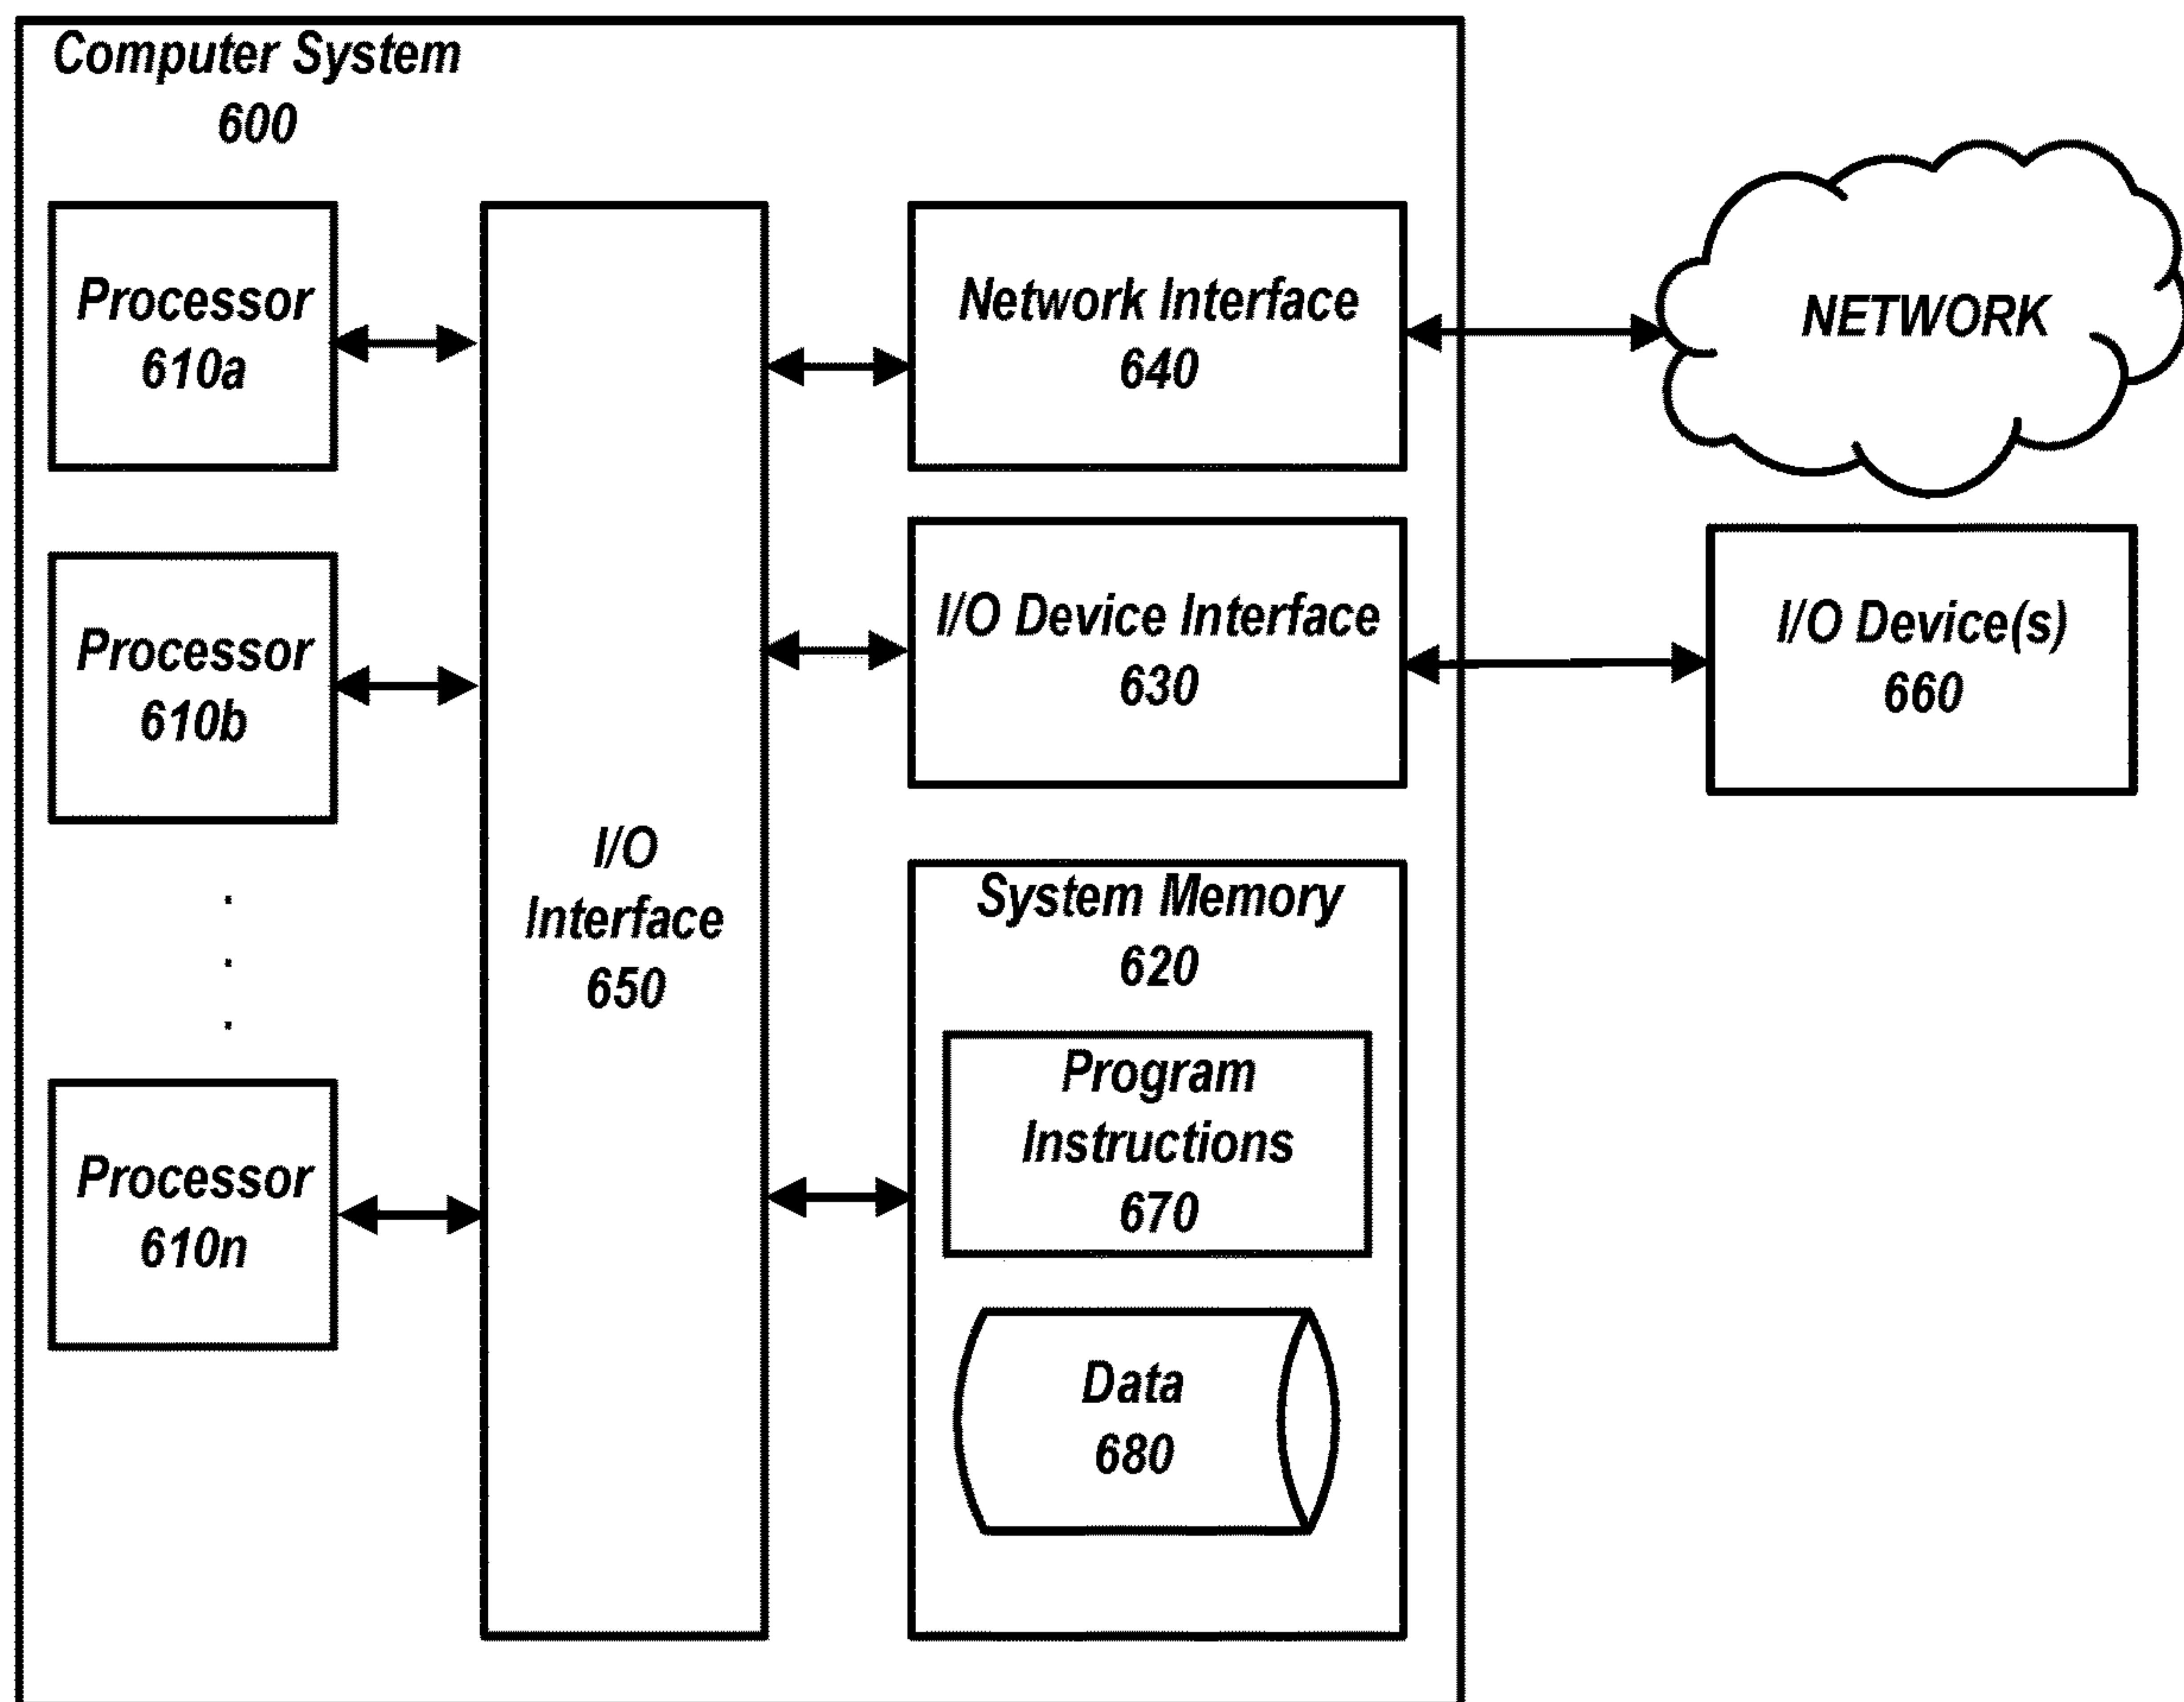 Computer System
600
Processor
610a
Processor
610b
.
.
.
Processor
610n
I/O
Interface
650
Network Interface
640
I/O Device Interface
630
System Memory
620
Program
Instructions
670
Data
680
NETWORK
I/O Device(s)
660